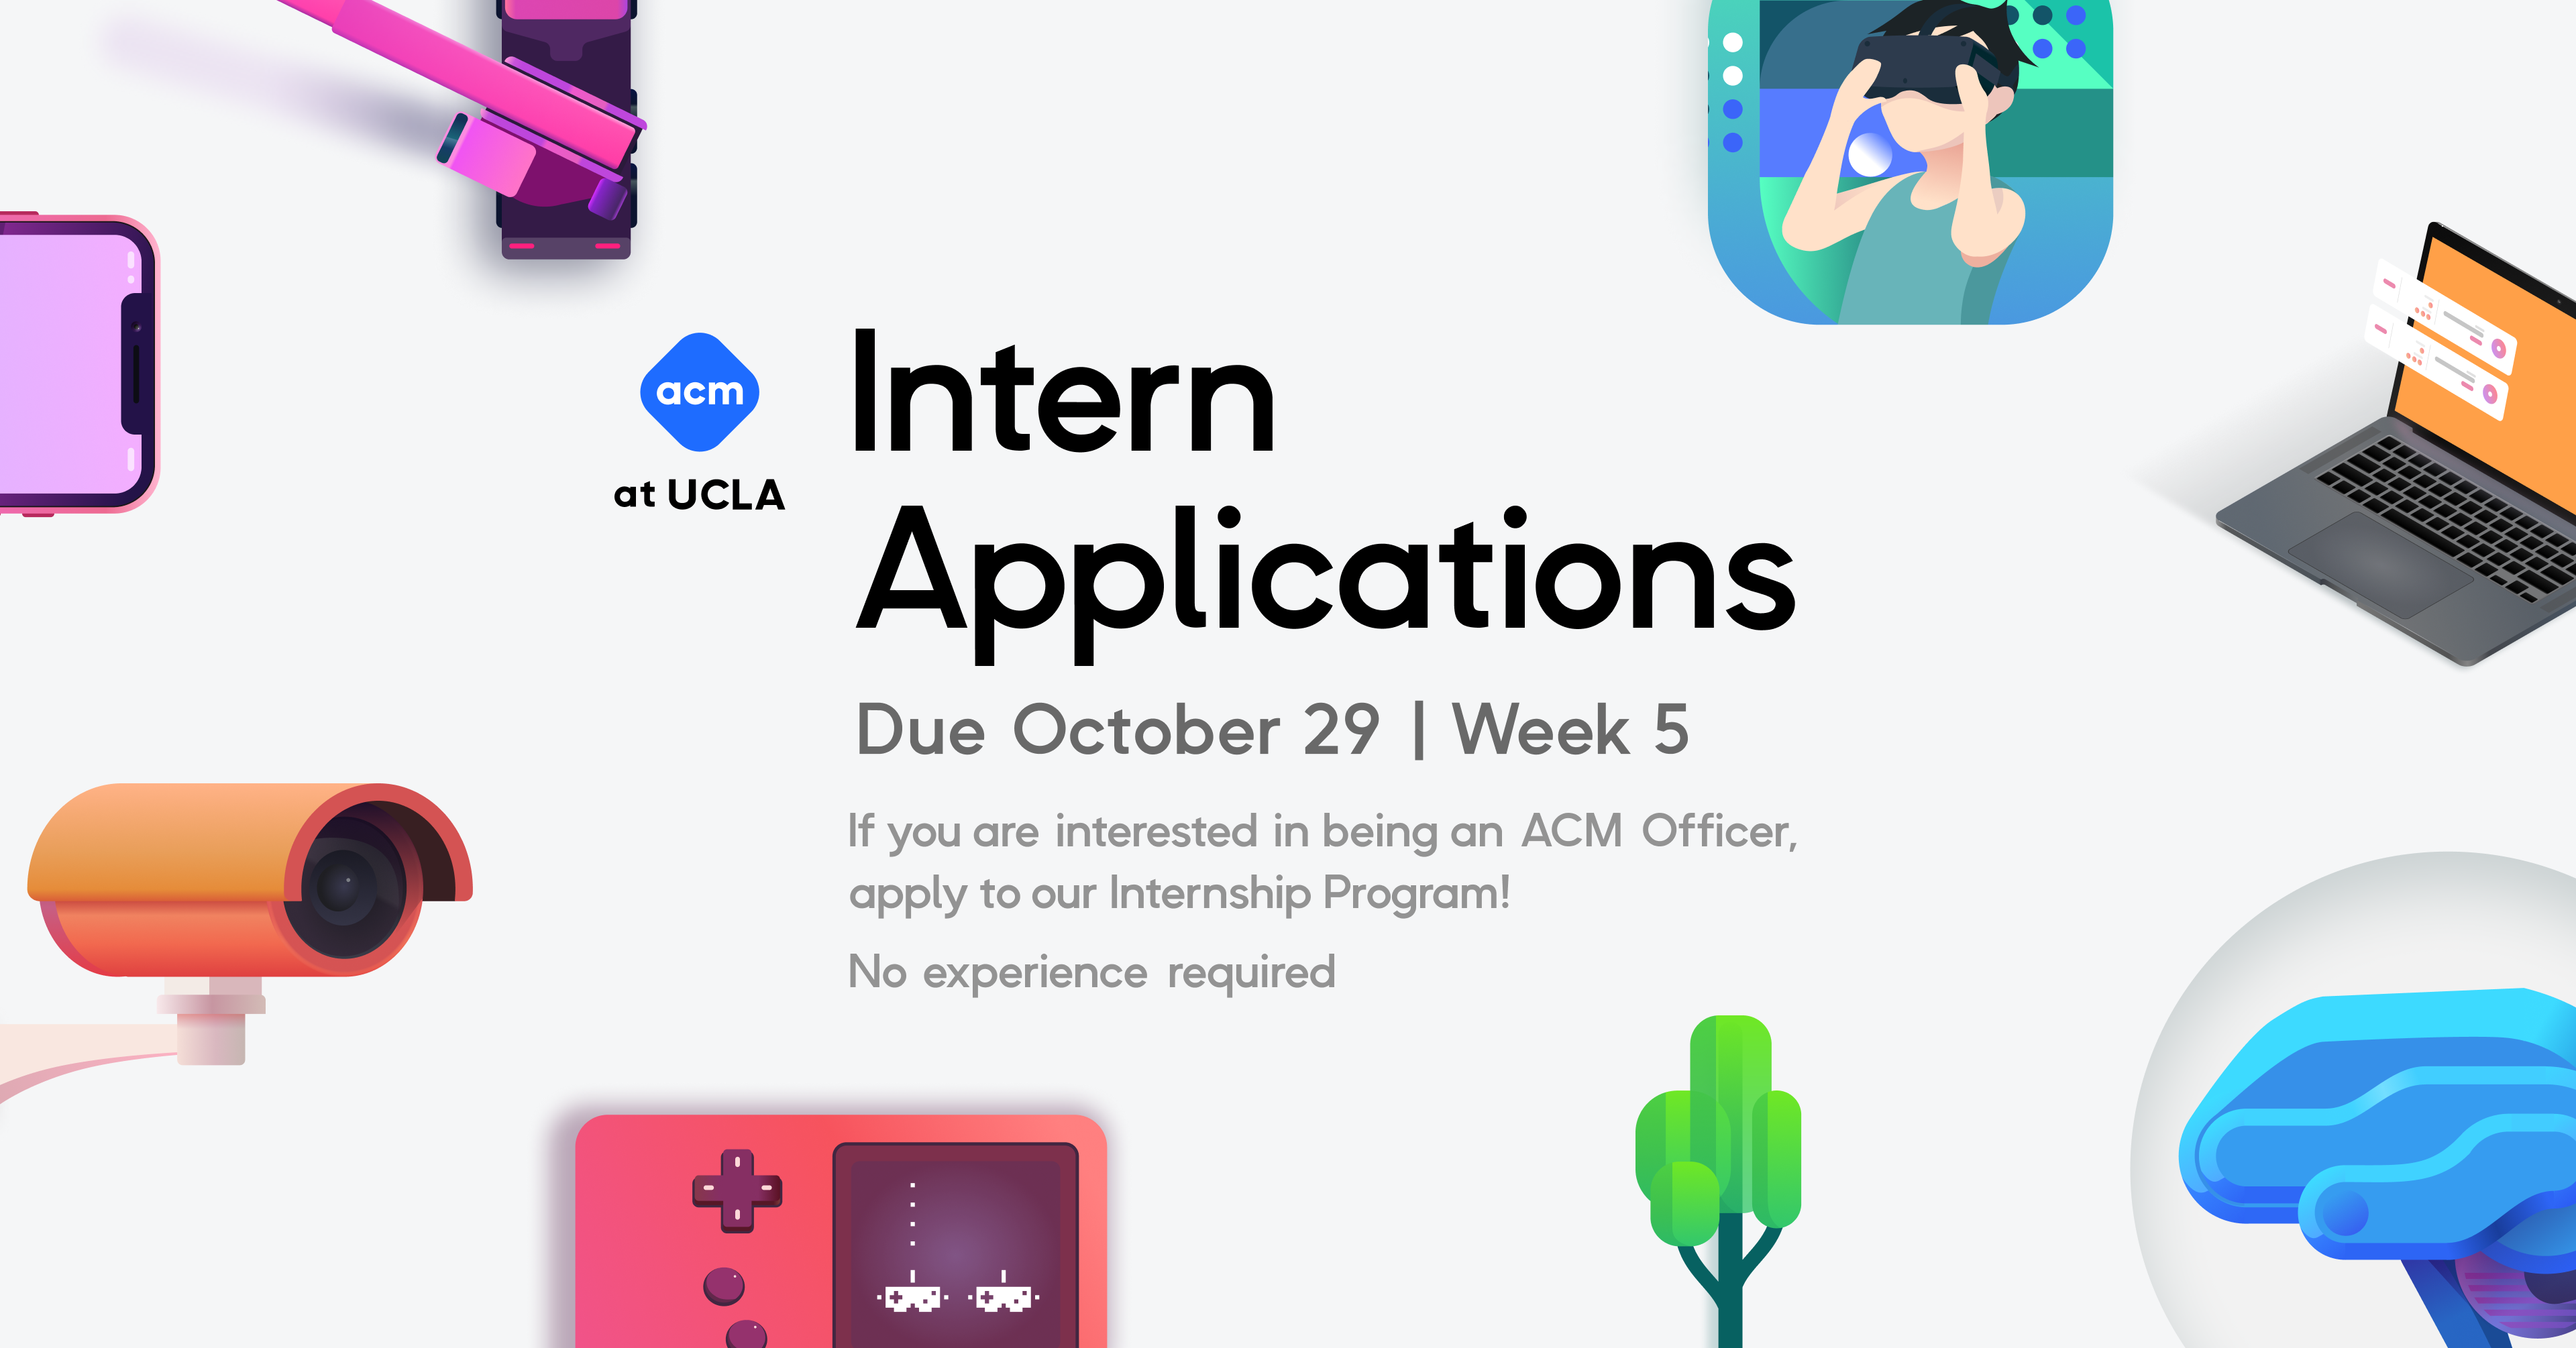 acm
at UCLA
Intern
Applications
Due October 29 | Week 5
If you are interested in being an ACM Officer,
apply to our Internship Program!
No experience required